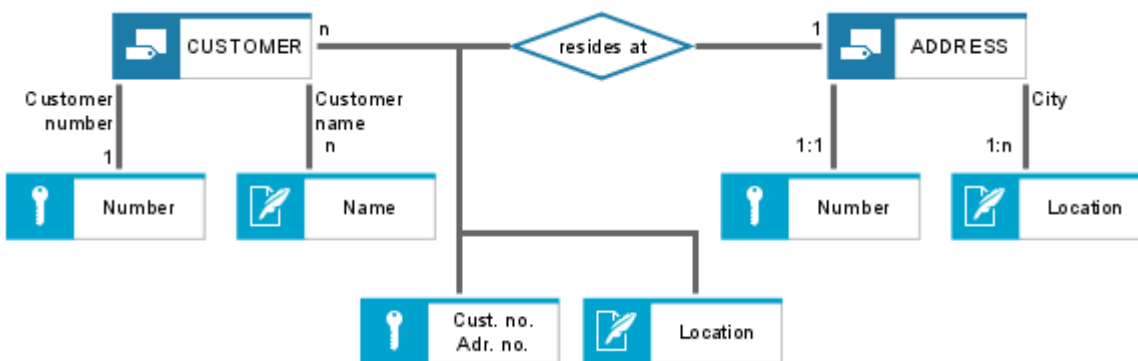 n
1
CUSTOMER
resides at
ADDRESS
Customer
number
Customer
name
City
1
n
1:1
1:n
Number
Name
Number
Location
Cust. no.
Adr. no.
Location